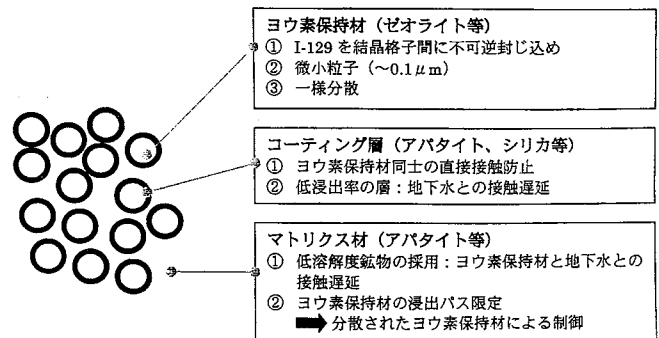 ヨウ素保持材（ゼオライト等）
① I-129 を結晶格子間に不可逆封じ込め
② 微小粒子（～0.1μm）
③ 一様分散
コーティング層（アパタイト、シリカ等）
① ヨウ素保持材同士の直接接触防止
② 低浸出率の層：地下水との接触遅延
マトリクス材（アパタイト等）
① 低溶解度鉱物の採用：ヨウ素保持材と地下水との
接触遅延
② ヨウ素保持材の浸出パス限定
➡ 分散されたヨウ素保持材による制御